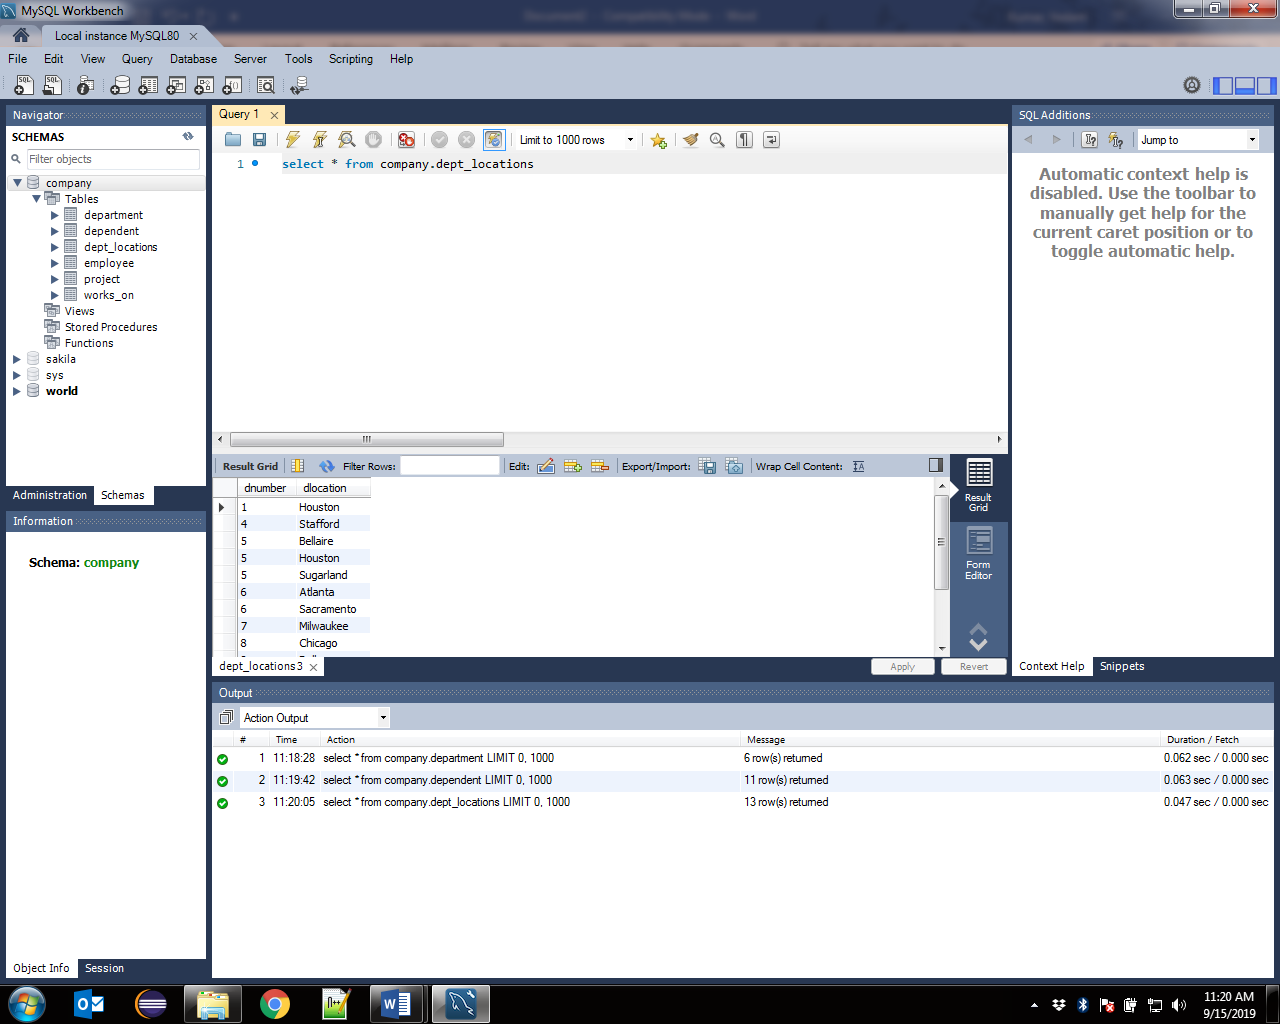 MySQL Workbench
Local instance MySQL80
File Edit View Query Database Server Tools Scripting Help
Navigator
SCHEMAS
Filter objects
company
Tables
department
dependent
dept_locations
employee
project
works_on
Views
Stored Procedures
Functions
sakila
sys
world
Administration Schemas
Information
Schema: company
Object Info Session
Query 1
Limit to 1000 rows
1 select * from company.dept_locations
Result Grid Filter Rows: Edit: Export/Import: Wrap Cell Content:
dnumber dlocation
1 Houston
4 Stafford
5 Bellaire
5 Houston
5 Sugarland
6 Atlanta
6 Sacramento
7 Milwaukee
8 Chicago
Result
Grid
Form
Editor
dept_locations3
Apply Revert
SQL Additions
Jump to
Automatic context help is
disabled. Use the toolbar to
manually get help for the
current caret position or to
toggle automatic help.
Context Help Snippets
Output
Action Output
# Time Action Message Duration / Fetch
1 11:18:28 select * from company.department LIMIT 0, 1000 6 row(s) returned 0.062 sec / 0.000 sec
2 11:19:42 select * from company.dependent LIMIT 0, 1000 11 row(s) returned 0.063 sec / 0.000 sec
3 11:20:05 select * from company.dept_locations LIMIT 0, 1000 13 row(s) returned 0.047 sec / 0.000 sec
11:20 AM
9/15/2019